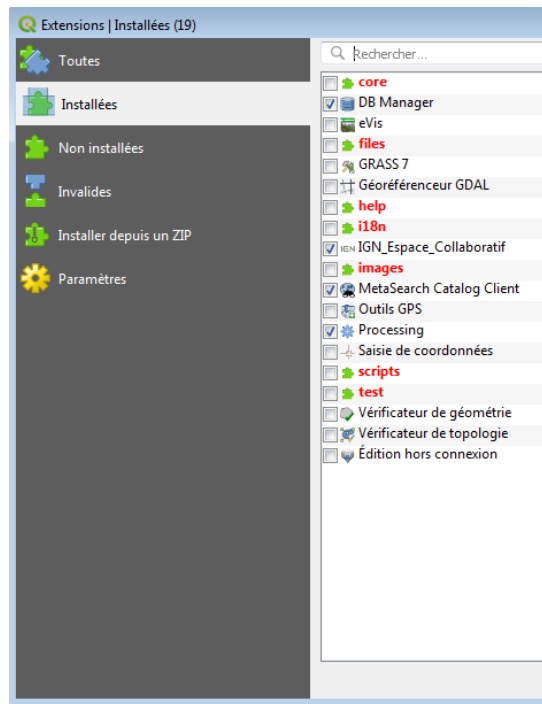 Extensions | Installées (19)
Toutes
Installées
Non installées
Invalides
Installer depuis un ZIP
Paramètres
Rechercher...
core
DB Manager
eVis
files
GRASS 7
Géoréférenceur GDAL
help
i18n
IGN IGN_Espace_Collaboratif
images
MetaSearch Catalog Client
Outils GPS
Processing
Saisie de coordonnées
scripts
test
Vérificateur de géométrie
Vérificateur de topologie
Édition hors connexion